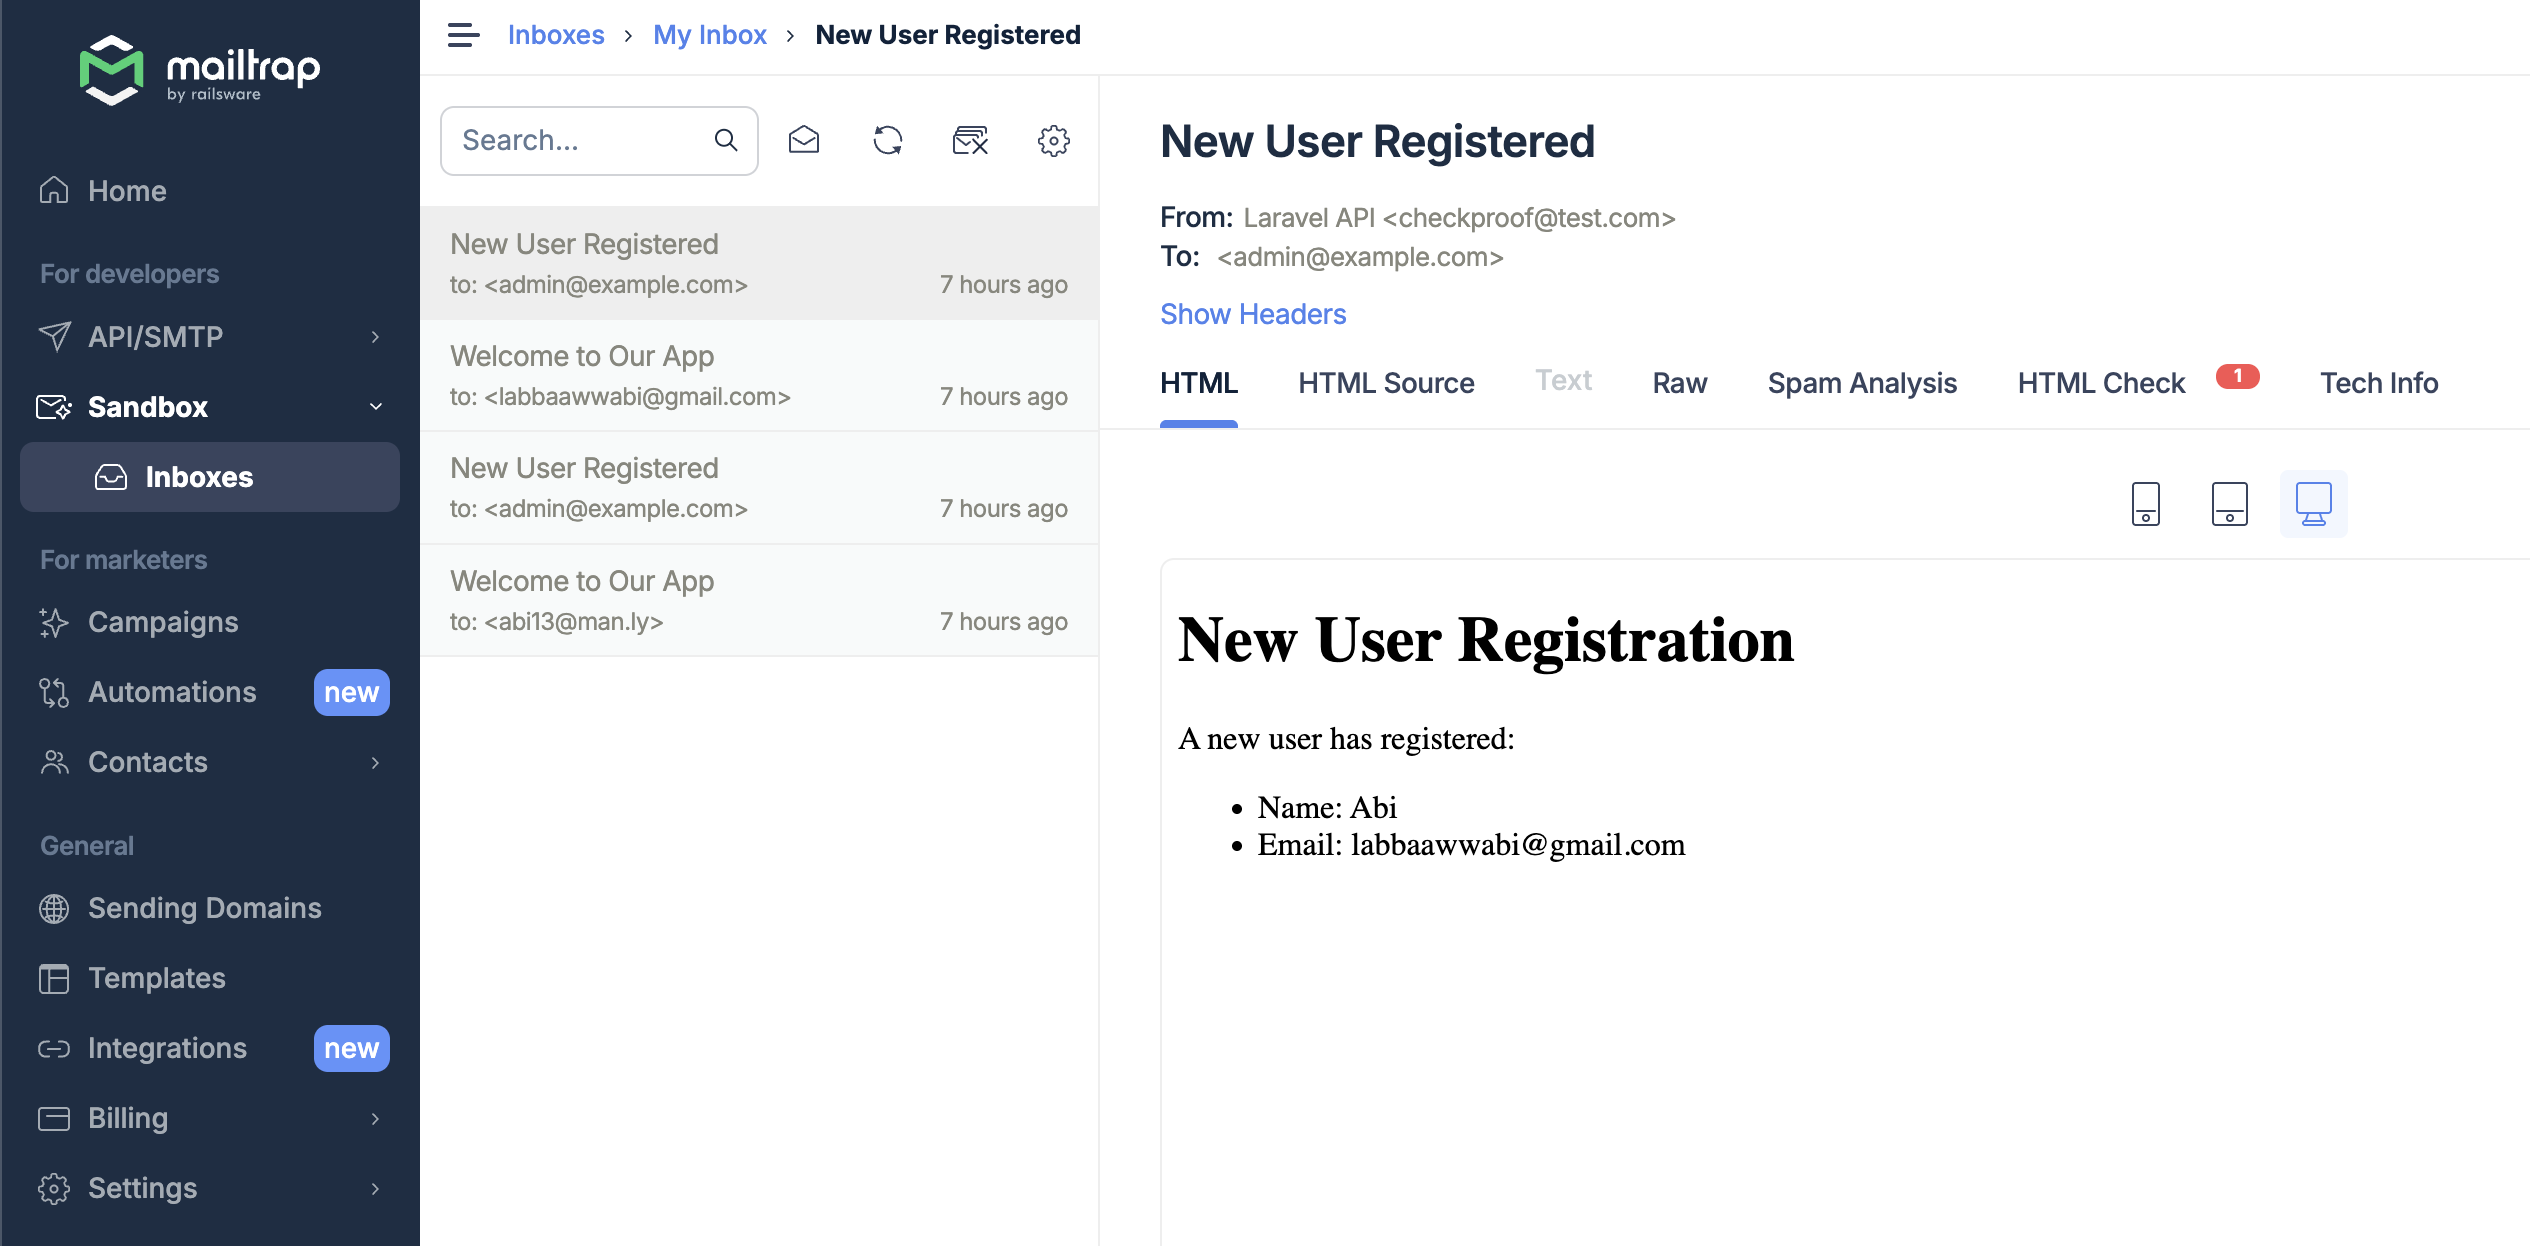 mailtrap
by railsware
Home
For developers
API/SMTP
Sandbox
Inboxes
For marketers
Campaigns
Automations new
Contacts
General
Sending Domains
Templates
Integrations new
Billing
Settings
Inboxes › My Inbox › New User Registered
Search...
New User Registered
to: <admin@example.com> 7 hours ago
Welcome to Our App
to: <labbaawwabi@gmail.com> 7 hours ago
New User Registered
to: <admin@example.com> 7 hours ago
Welcome to Our App
to: <abi13@man.ly> 7 hours ago
New User Registered
From: Laravel API <checkproof@test.com>
To: <admin@example.com>
Show Headers
HTML HTML Source Text Raw Spam Analysis HTML Check 1 Tech Info
New User Registration
A new user has registered:
• Name: Abi
• Email: labbaawwabi@gmail.com